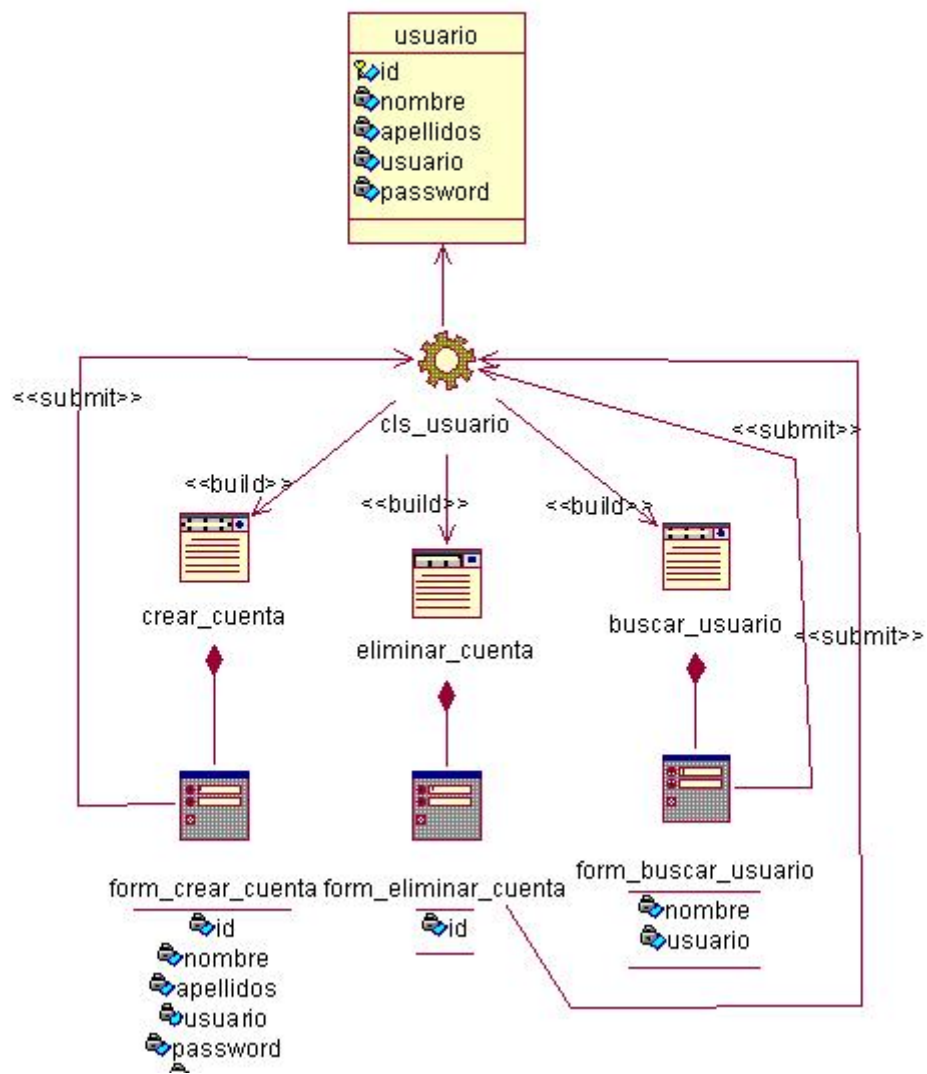 usuario
id
nombre
apellidos
usuario
password
<<submit>>
cls_usuario
<<submit>>
<<build>>
<<build>>
<<build>>
crear_cuenta
eliminar_cuenta
buscar_usuario
<<submit>>
form_crear_cuenta
form_eliminar_cuenta
form_buscar_usuario
id
nombre
apellidos
usuario
password
id
nombre
usuario